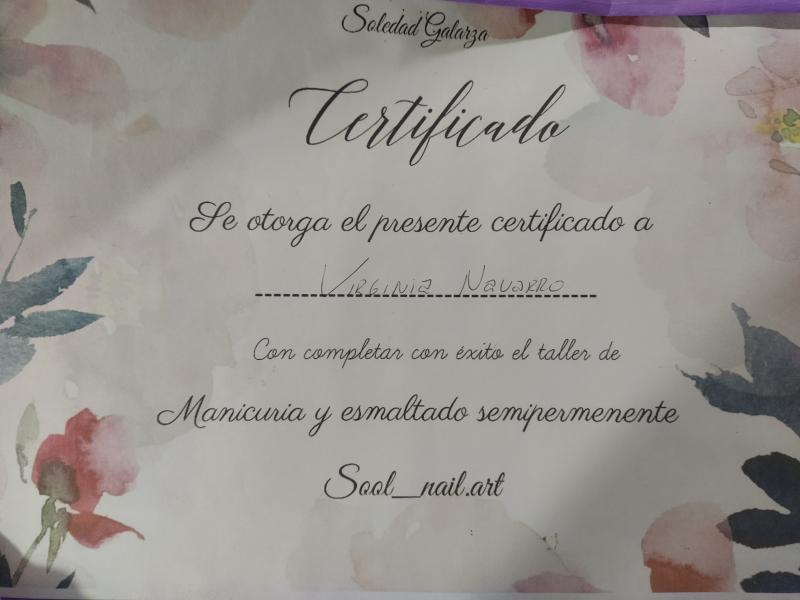 Soledad Galarza
Certificado
Se otorga el presente certificado a
Virginia Navarro
Con completar con éxito el taller de
Manicuria y esmaltado semipermenente
Sool_nail.art